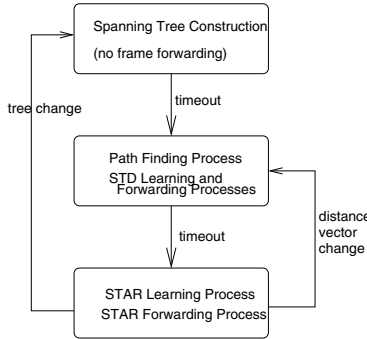 Spanning Tree Construction
(no frame forwarding)
timeout
tree change
Path Finding Process
STD Learning and
Forwarding Processes
timeout
distance
vector
change
STAR Learning Process
STAR Forwarding Process